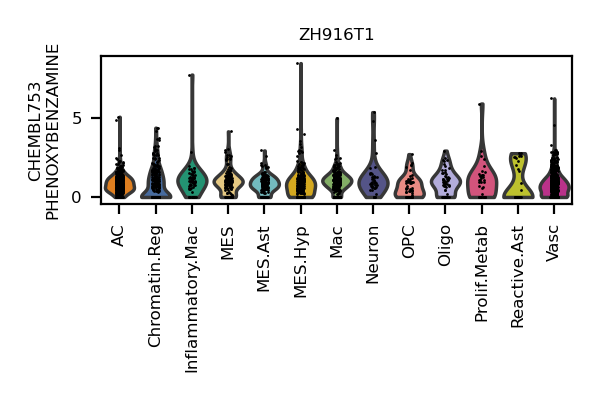 ZH916T1
CHEMBL753
PHENOXYBENZAMINE
5
0
AC
Chromatin.Reg
Inflammatory.Mac
MES
MES.Ast
MES.Hyp
Mac
Neuron
OPC
Oligo
Prolif.Metab
Reactive.Ast
Vasc